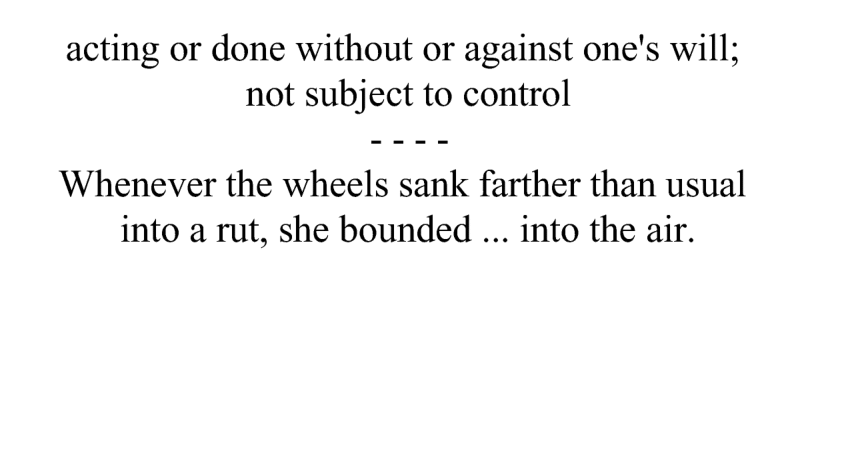 acting or done without or against one's will;
not subject to control
- - - -
Whenever the wheels sank farther than usual
into a rut, she bounded ... into the air.